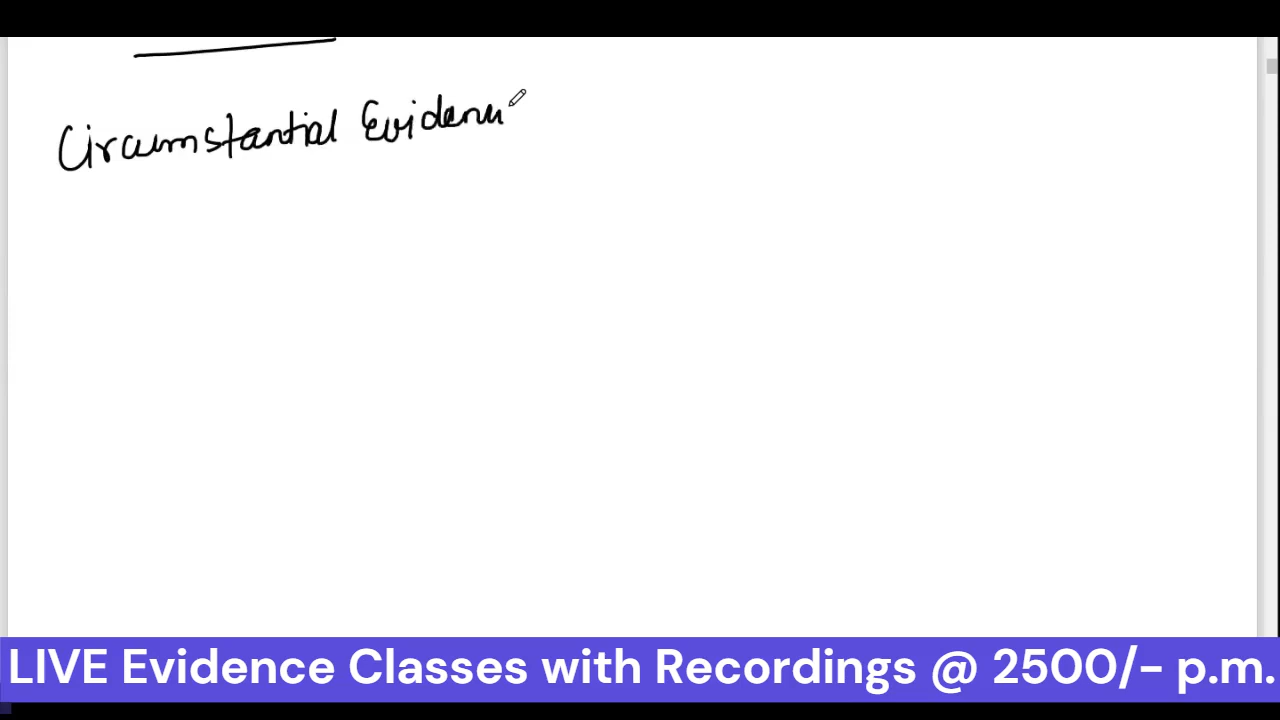 Circumstantial Evidence
LIVE Evidence Classes with Recordings @ 2500/- p.m.